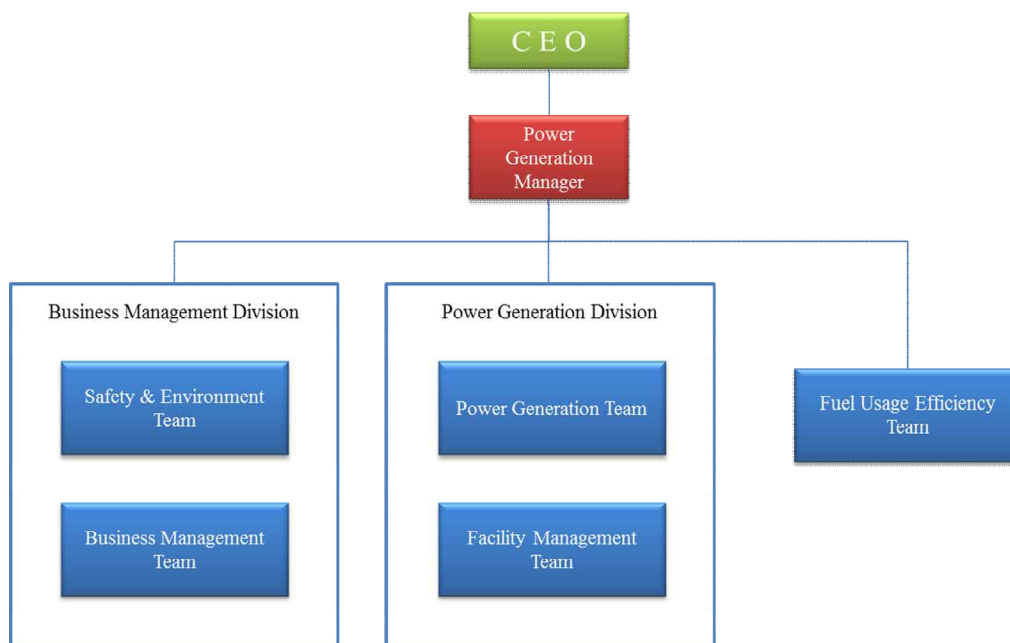 C E O
Power
Generation
Manager
Business Management Division
Safety & Environment
Team
Business Management
Team
Power Generation Division
Power Generation Team
Facility Management
Team
Fuel Usage Efficiency
Team